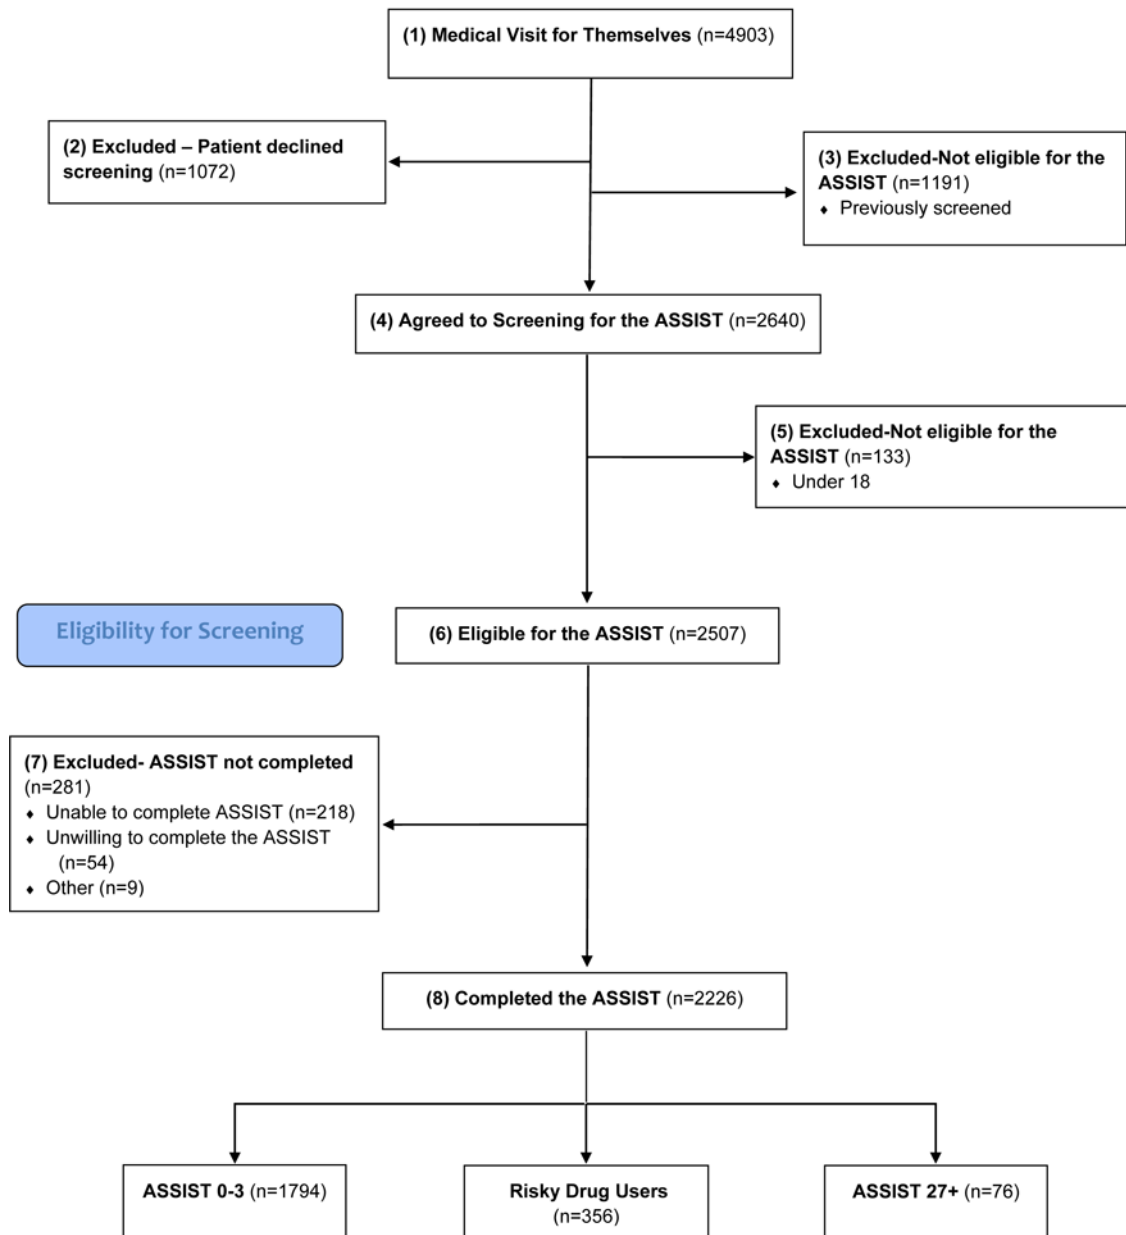 (1) Medical Visit for Themselves (n=4903)
(2) Excluded – Patient declined
screening (n=1072)
(3) Excluded-Not eligible for the
ASSIST (n=1191)
♦ Previously screened
(4) Agreed to Screening for the ASSIST (n=2640)
(5) Excluded-Not eligible for the
ASSIST (n=133)
♦ Under 18
Eligibility for Screening
(6) Eligible for the ASSIST (n=2507)
(7) Excluded- ASSIST not completed
(n=281)
♦ Unable to complete ASSIST (n=218)
♦ Unwilling to complete the ASSIST
(n=54)
♦ Other (n=9)
(8) Completed the ASSIST (n=2226)
ASSIST 0-3 (n=1794)
Risky Drug Users
(n=356)
ASSIST 27+ (n=76)